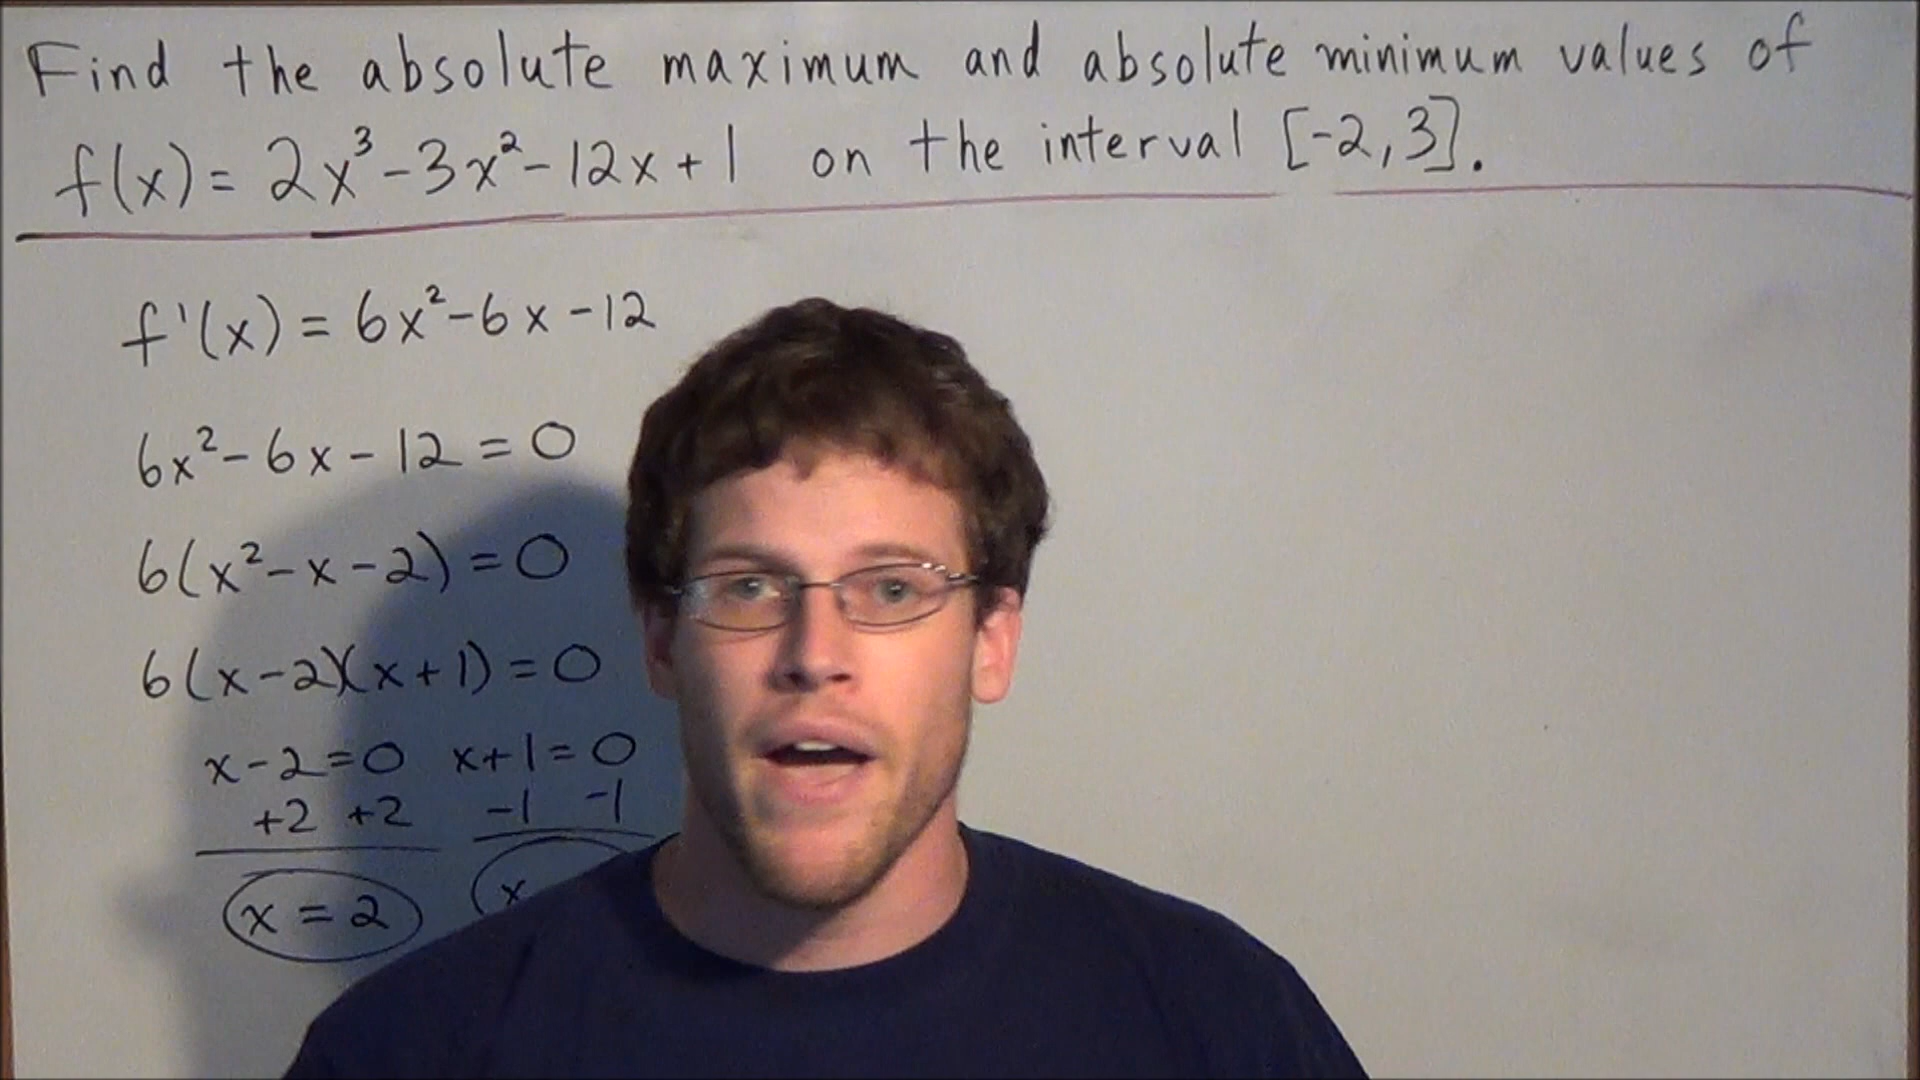 Find the absolute maximum and absolute minimum values of
f(x) = 2x³ - 3x² - 12x + 1 on the interval [-2, 3].
f'(x) = 6x² - 6x - 12
6x² - 6x - 12 = 0
6(x² - x - 2) = 0
6(x - 2)(x + 1) = 0
x - 2 = 0 x + 1 = 0
+2 +2 -1 -1
x = 2 x